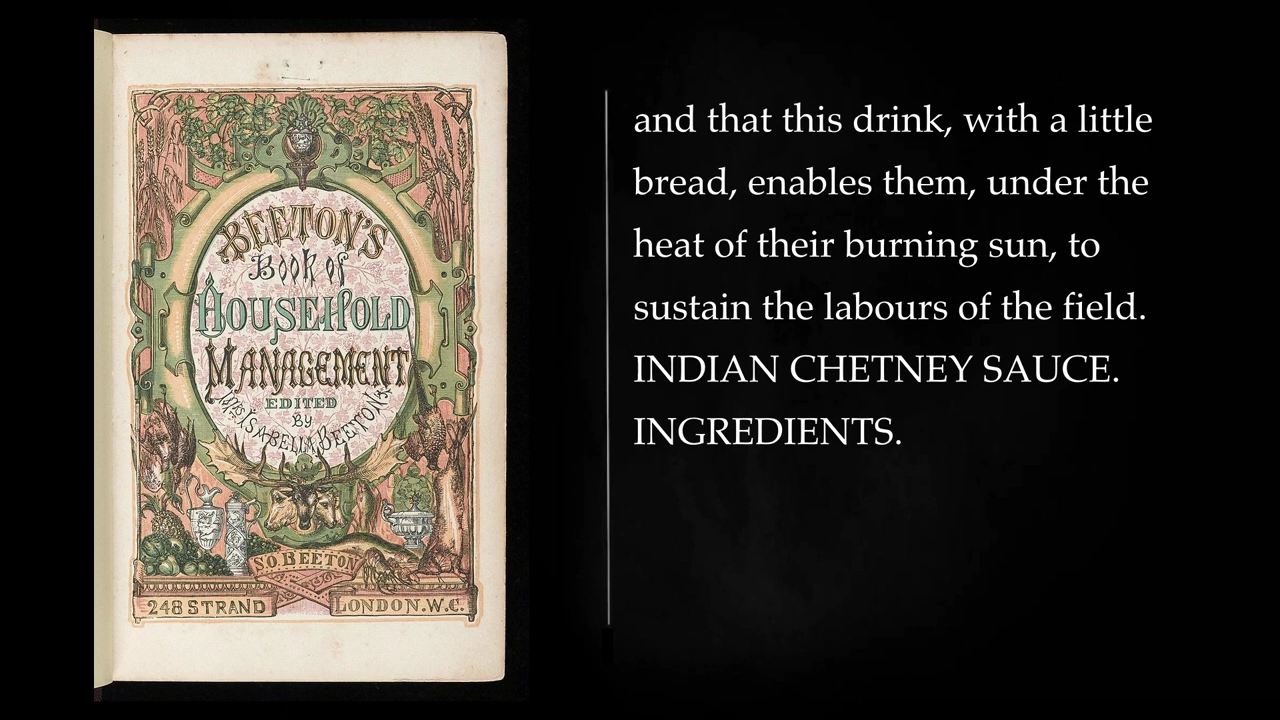 BEETON'S
Book of
HOUSEHOLD
MANAGEMENT
EDITED
BY
MRS ISABELLA BEETON
S.O. BEETON
248 STRAND
LONDON. W.C.
and that this drink, with a little
bread, enables them, under the
heat of their burning sun, to
sustain the labours of the field.
INDIAN CHETNEY SAUCE.
INGREDIENTS.